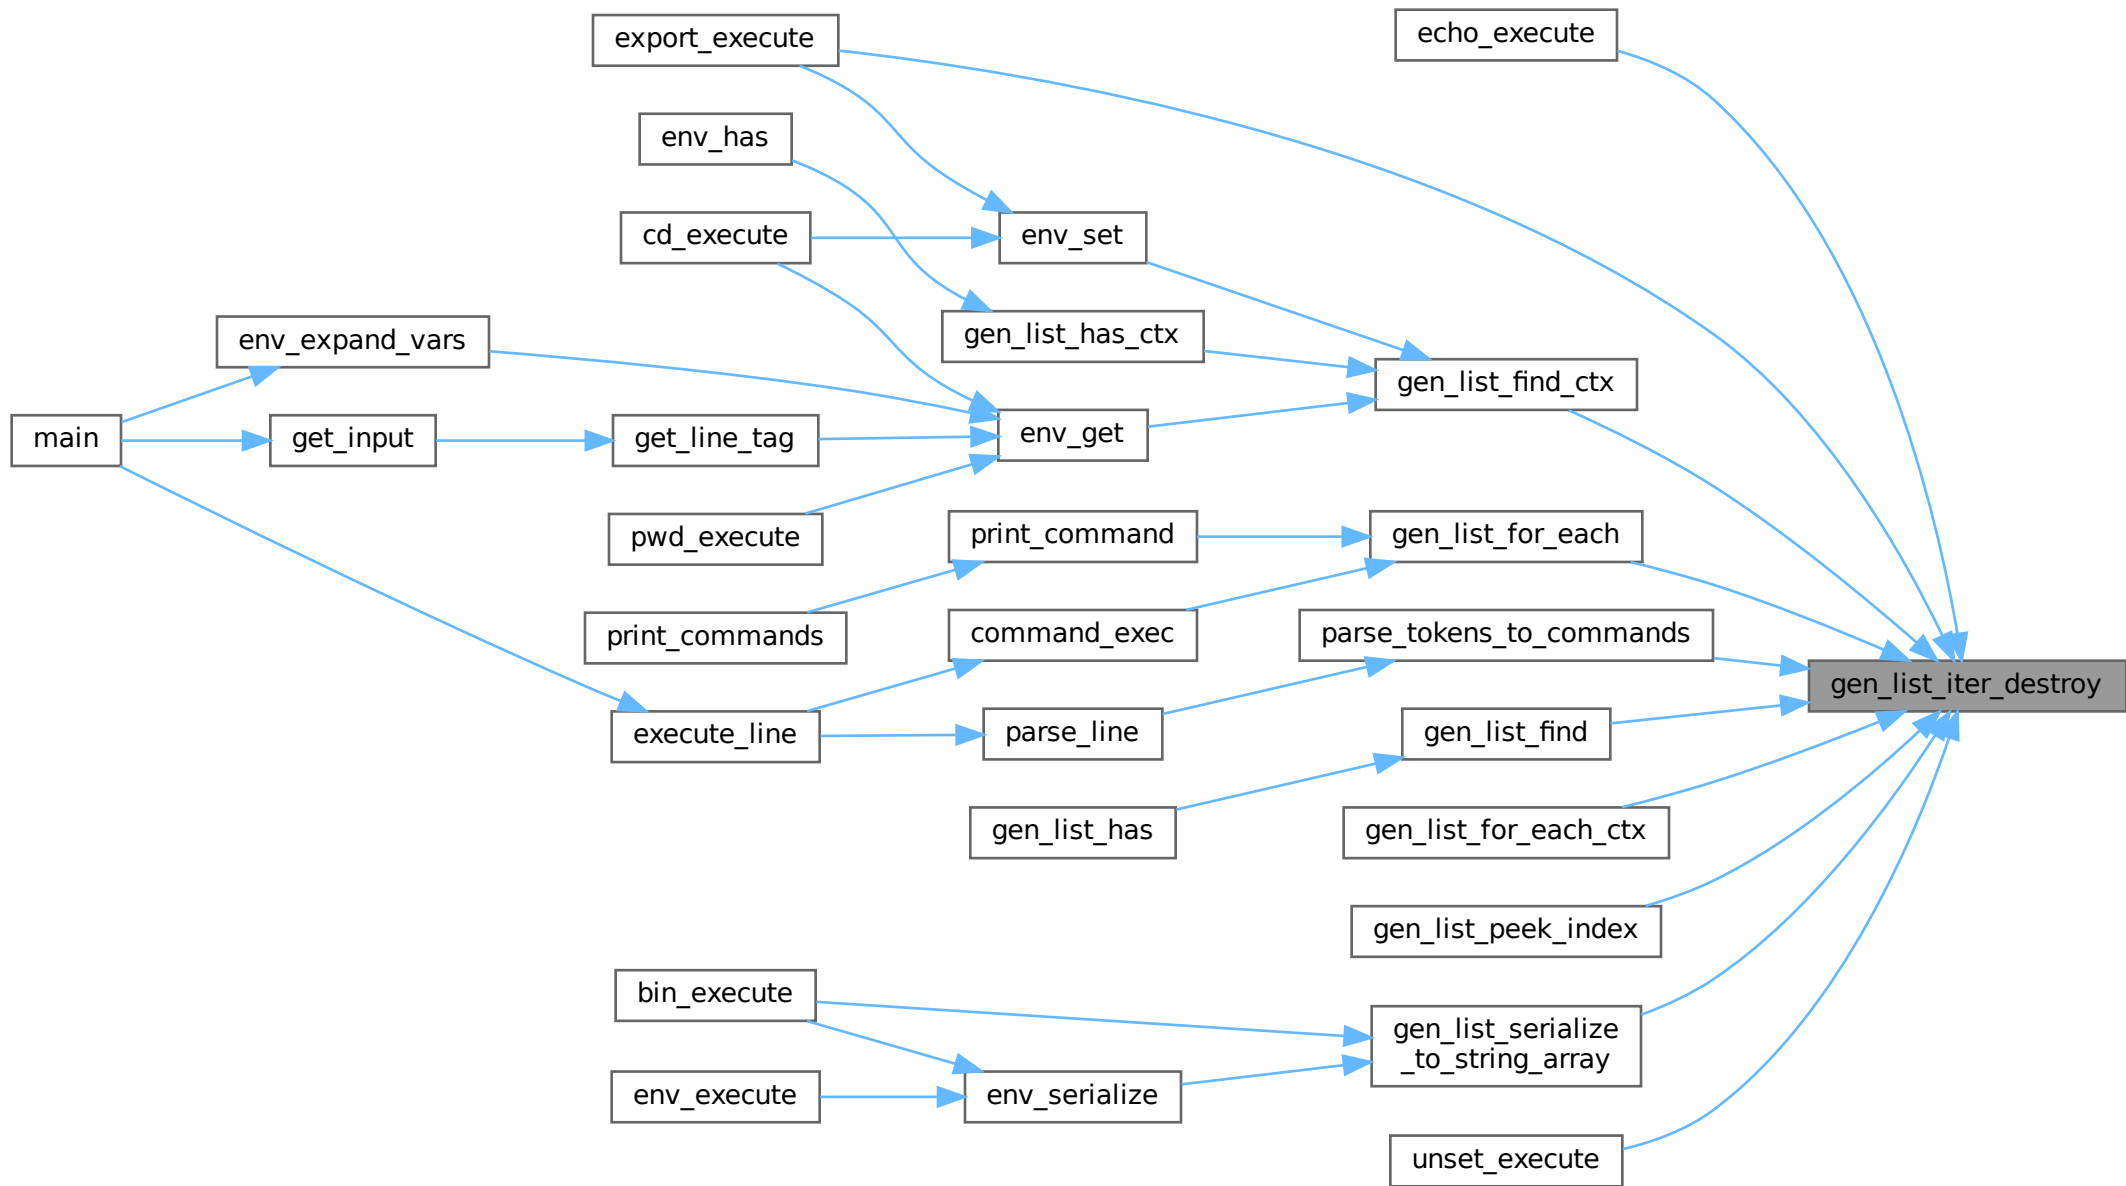 export_execute
echo_execute
env_has
cd_execute
env_set
env_expand_vars
gen_list_has_ctx
gen_list_find_ctx
main
get_input
get_line_tag
env_get
pwd_execute
print_command
gen_list_for_each
print_commands
command_exec
parse_tokens_to_commands
gen_list_iter_destroy
execute_line
parse_line
gen_list_find
gen_list_has
gen_list_for_each_ctx
gen_list_peek_index
bin_execute
gen_list_serialize
_to_string_array
env_execute
env_serialize
unset_execute